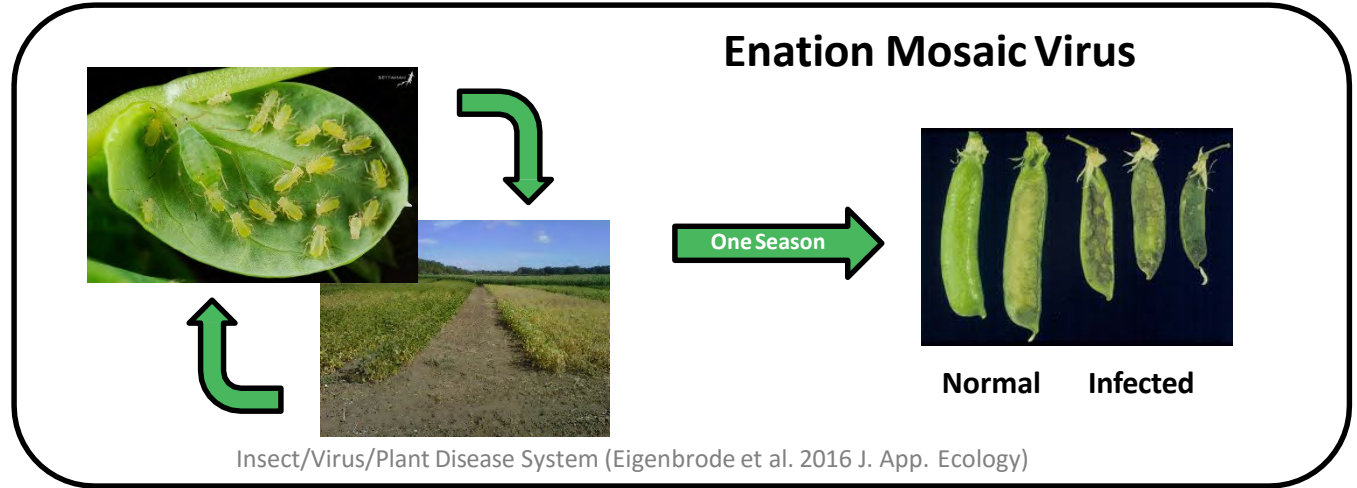 Enation Mosaic Virus
One Season
Normal Infected
Insect/Virus/Plant Disease System (Eigenbrode et al. 2016 J. App. Ecology)